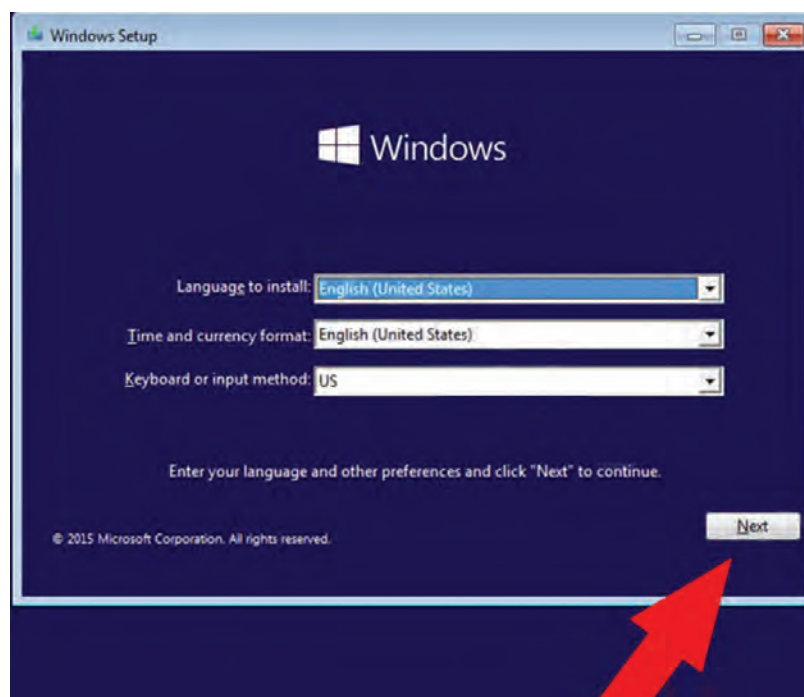 Windows Setup
Windows
Language to install: English (United States)
Time and currency format: English (United States)
Keyboard or input method: US
Enter your language and other preferences and click "Next" to continue.
Next
© 2015 Microsoft Corporation. All rights reserved.